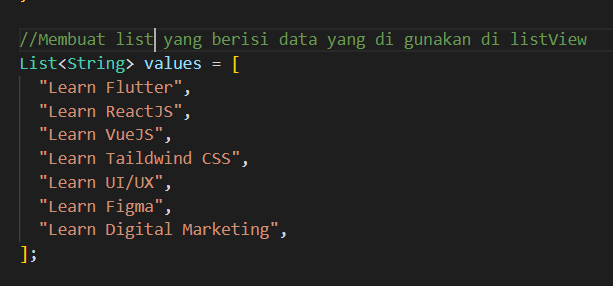 //Membuat list yang berisi data yang di gunakan di listView
List<String> values = [
"Learn Flutter",
"Learn ReactJS",
"Learn VueJS",
"Learn Taildwind CSS",
"Learn UI/UX",
"Learn Figma",
"Learn Digital Marketing",
];